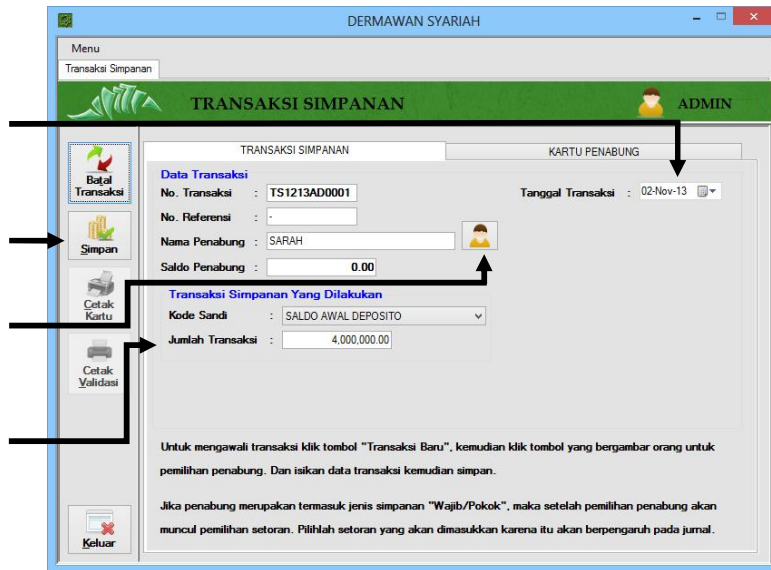 DERMAWAN SYARIAH
Menu
Transaksi Simpanan
TRANSAKSI SIMPANAN
ADMIN
Batal Transaksi
Simpan
Cetak Kartu
Cetak Validasi
Keluar
TRANSAKSI SIMPANAN
KARTU PENABUNG
Data Transaksi
No. Transaksi : TS1213AD0001
Tanggal Transaksi : 02-Nov-13
No. Referensi : -
Nama Penabung : SARAH
Saldo Penabung : 0.00
Transaksi Simpanan Yang Dilakukan
Kode Sandi : SALDO AWAL DEPOSITO
Jumlah Transaksi : 4,000,000.00
Untuk mengawali transaksi klik tombol "Transaksi Baru", kemudian klik tombol yang bergambar orang untuk
pemilihan penabung. Dan isikan data transaksi kemudian simpan.
Jika penabung merupakan termasuk jenis simpanan "Wajib/Pokok", maka setelah pemilihan penabung akan
muncul pemilihan setoran. Pilihlah setoran yang akan dimasukkan karena itu akan berpengaruh pada jurnal.